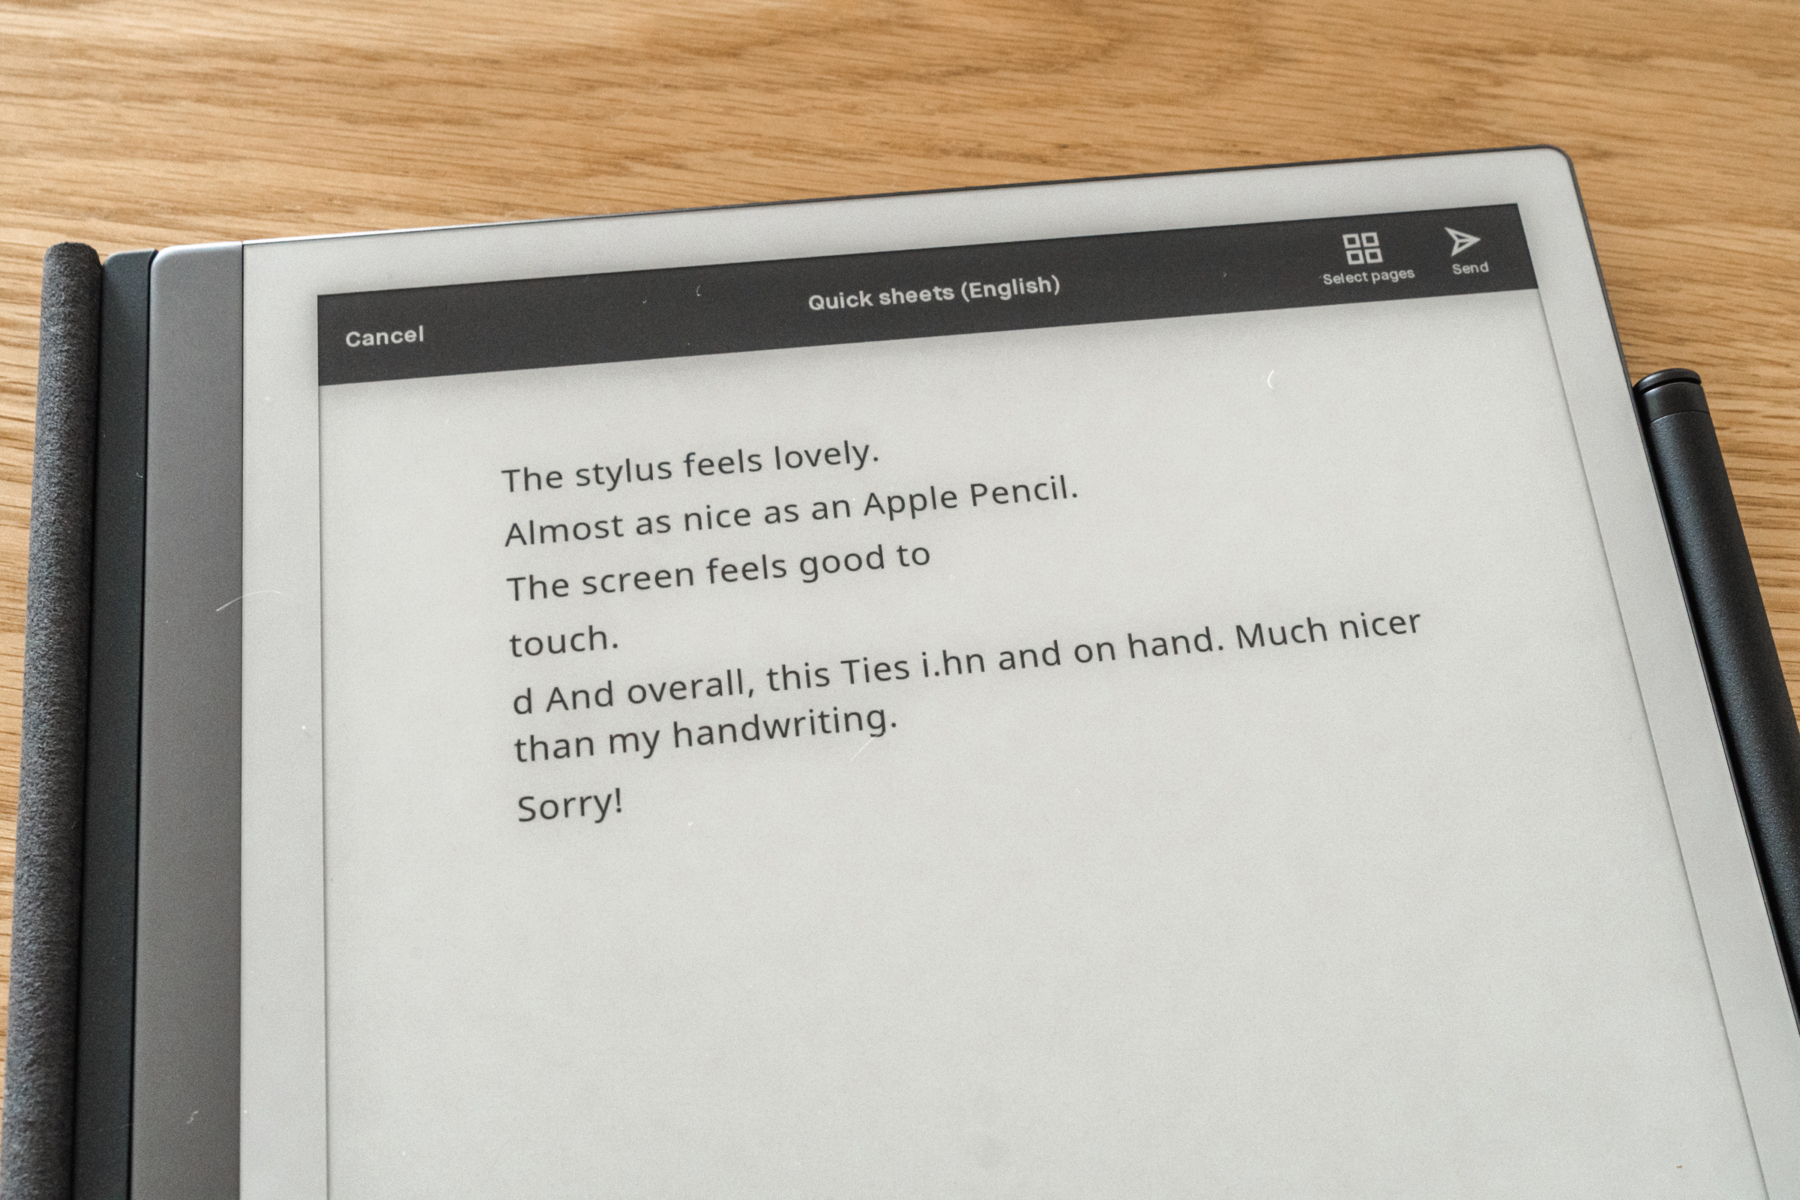 Cancel
Quick sheets (English)
Select pages
Send
The stylus feels lovely.
Almost as nice as an Apple Pencil.
The screen feels good to
touch.
d And overall, this Ties i.hn and on hand. Much nicer
than my handwriting.
Sorry!